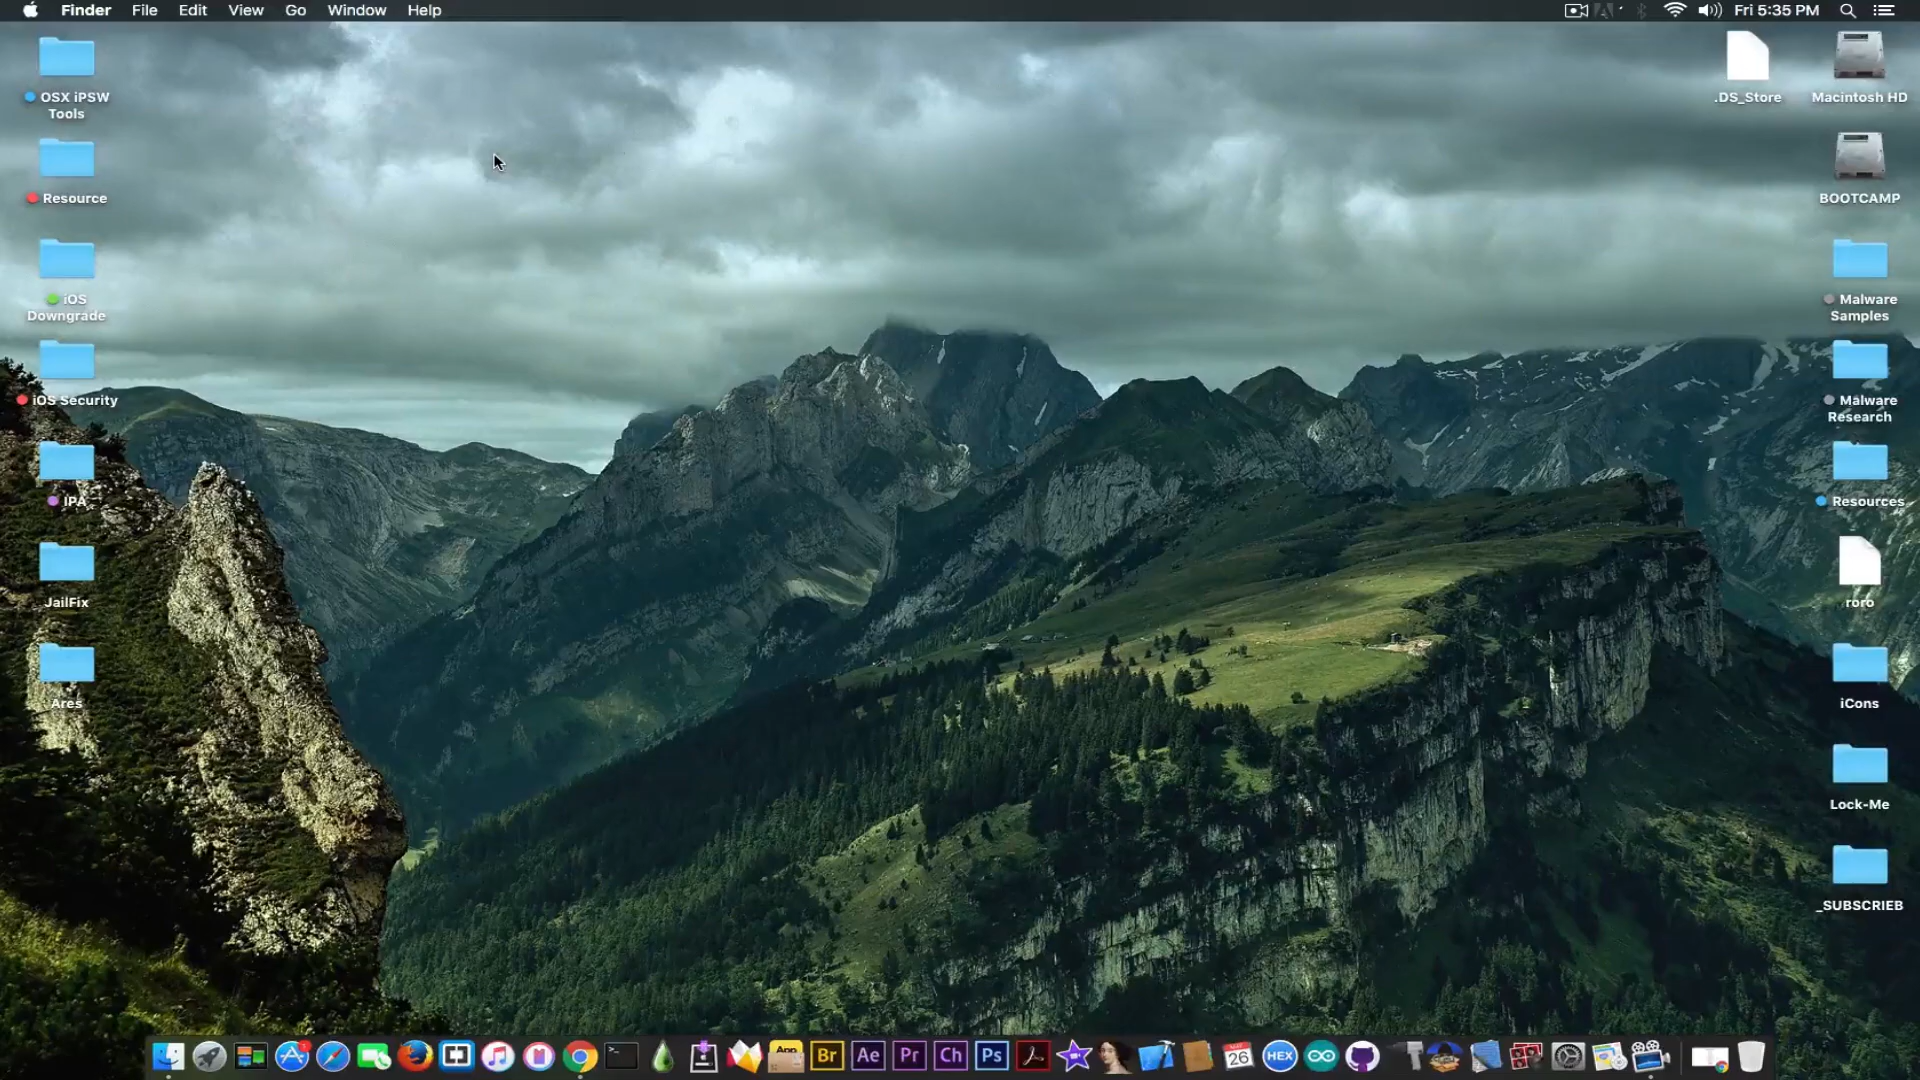 Finder File Edit View Go Window Help
Fri 5:35 PM
OSX iPSW
Tools
Resource
iOS
Downgrade
iOS Security
IPA
JailFix
Ares
.DS_Store
Macintosh HD
BOOTCAMP
Malware
Samples
Malware
Research
Resources
roro
iCons
Lock-Me
_SUBSCRIEB
App
Br
Ae
Pr
Ch
Ps
26
HEX